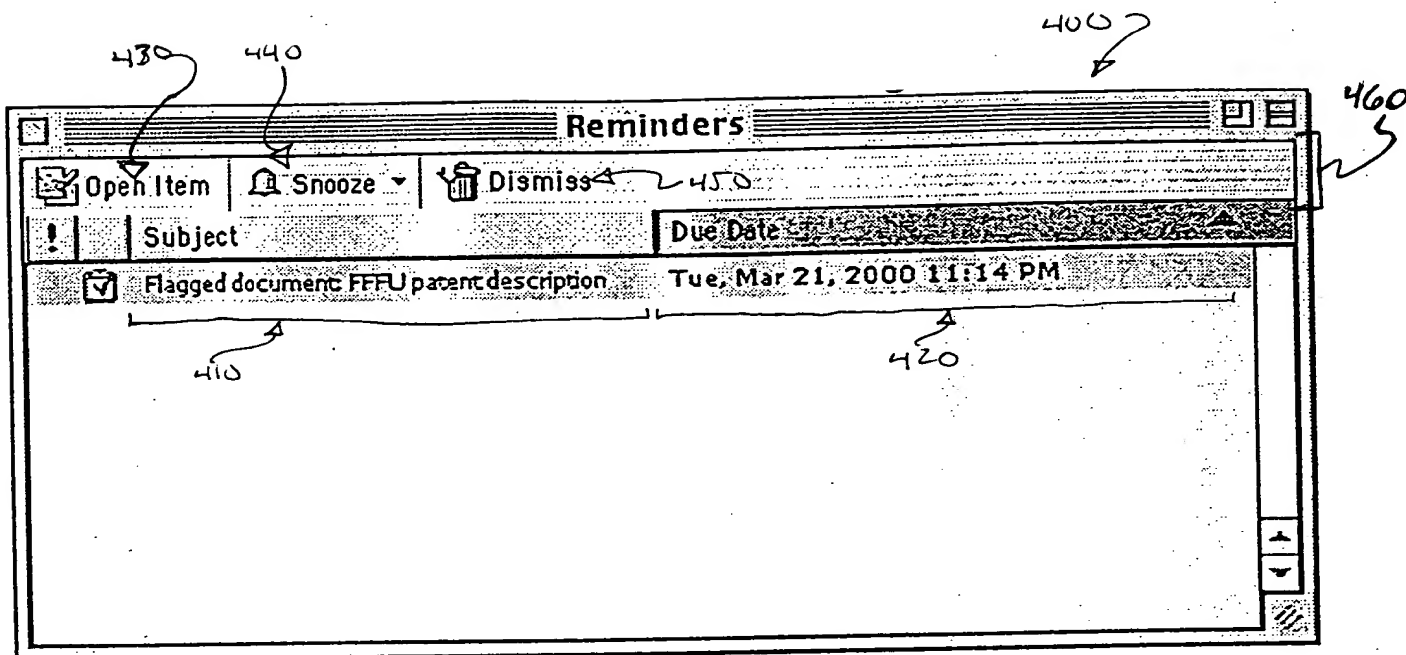 400
430 440
460
Reminders
Open Item Snooze Dismiss 450
! Subject Due Date
Flagged document: FFFU patent description Tue, Mar 21, 2000 11:14 PM
410 420